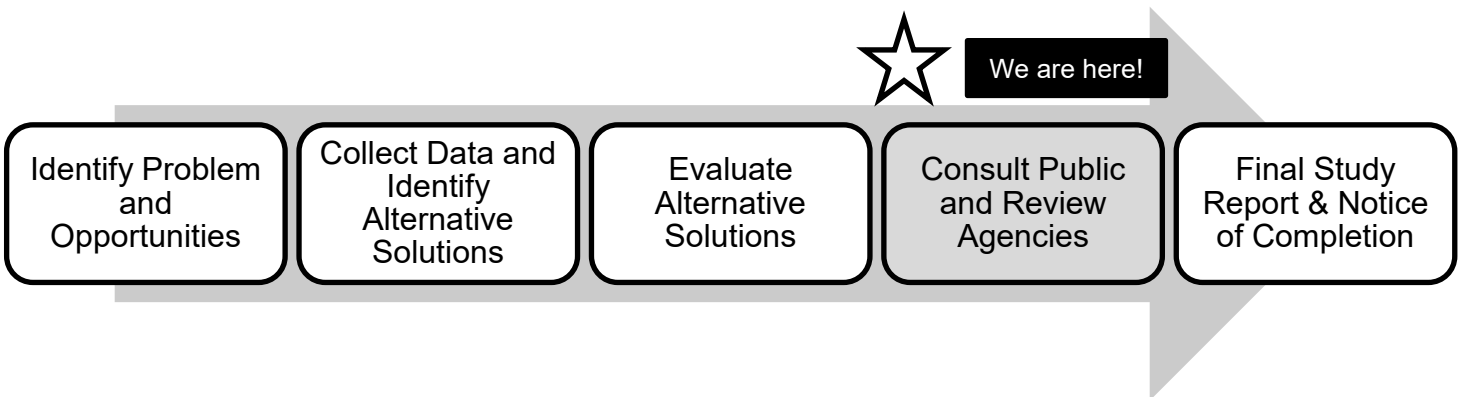 We are here!
Identify Problem
and
Opportunities
Collect Data and
Identify
Alternative
Solutions
Evaluate
Alternative
Solutions
Consult Public
and Review
Agencies
Final Study
Report & Notice
of Completion